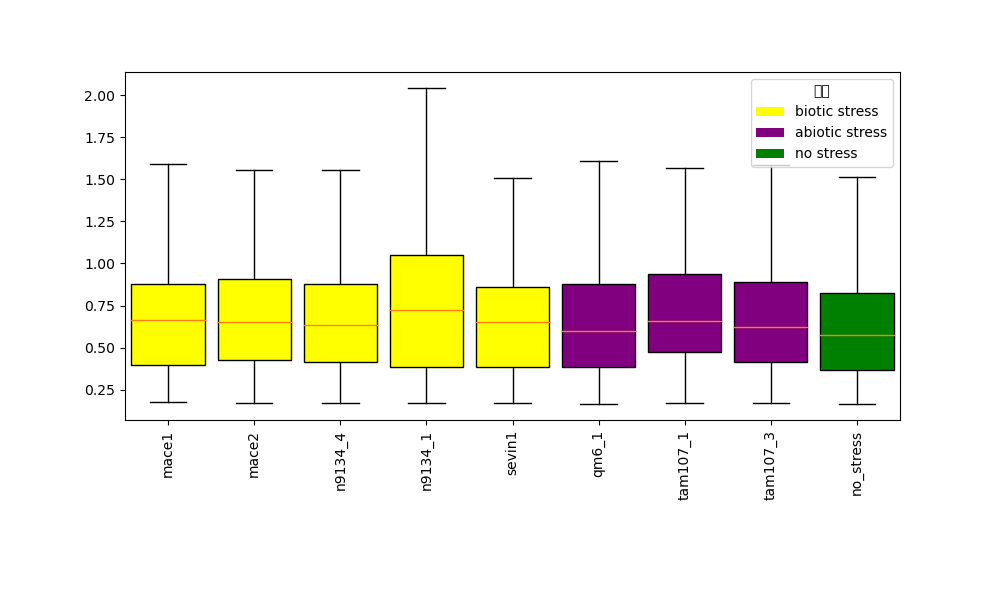 2.00
1.75
1.50
1.25
1.00
0.75
0.50
0.25
biotic stress
abiotic stress
no stress
mace1
mace2
n9134_4
n9134_1
sevin1
qm6_1
tam107_1
tam107_3
no_stress